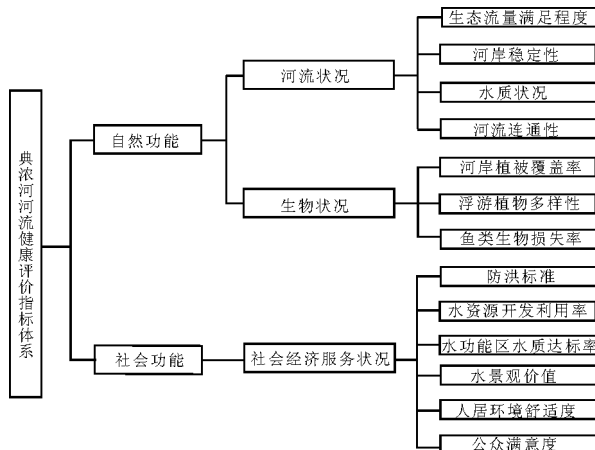 典浓河河流健康评价指标体系
自然功能
社会功能
河流状况
生物状况
社会经济服务状况
生态流量满足程度
河岸稳定性
水质状况
河流连通性
河岸植被覆盖率
浮游植物多样性
鱼类生物损失率
防洪标准
水资源开发利用率
水功能区水质达标率
水景观价值
人居环境舒适度
公众满意度